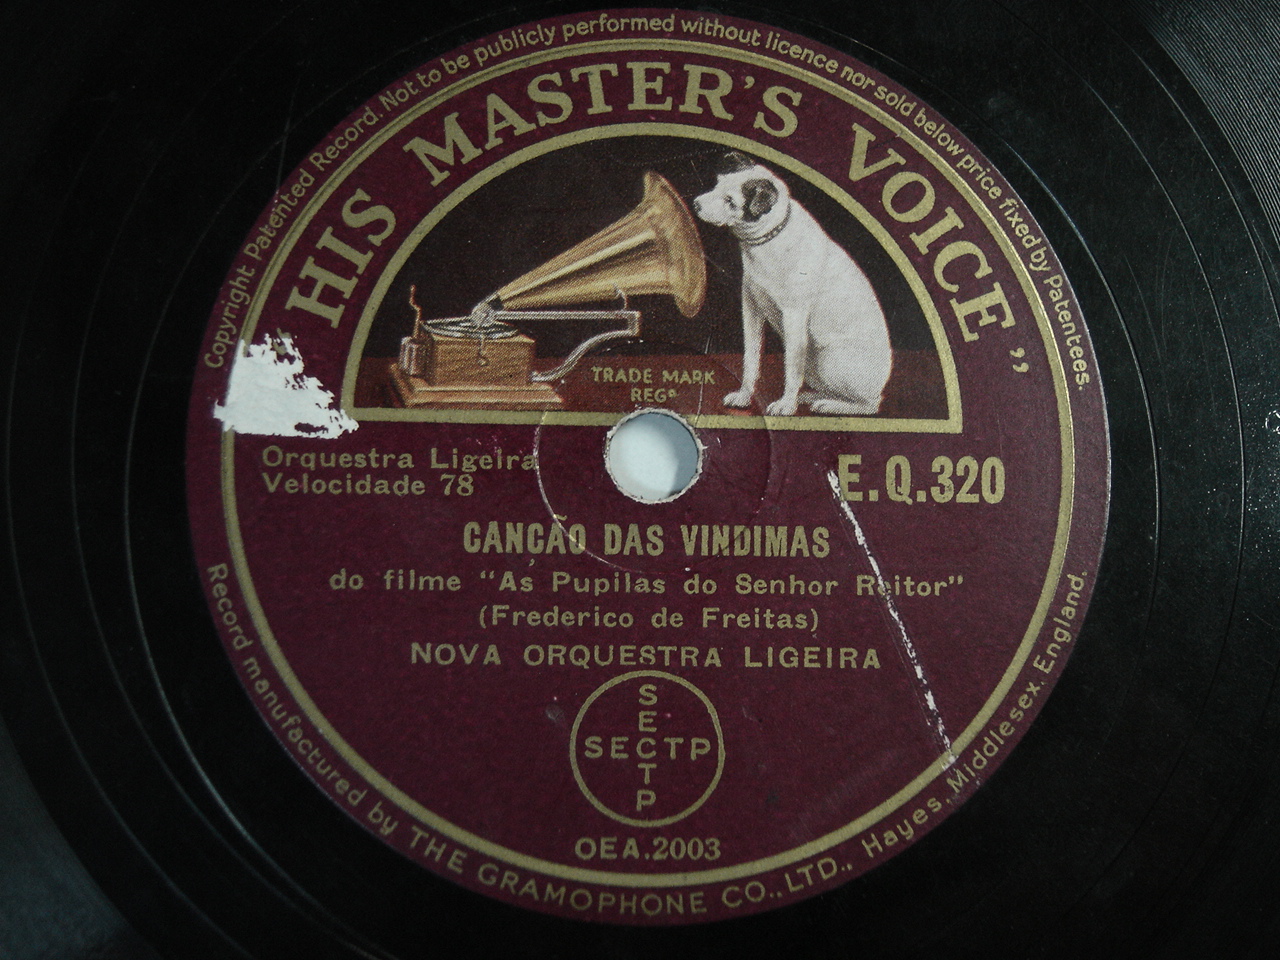 Copyright. Patented Record. Not to be publicly performed without licence nor sold below price fixed by Patentees.
"HIS MASTER'S VOICE"
TRADE MARK
REGᴰ
Orquestra Ligeira
Velocidade 78
E.Q.320
CANÇÃO DAS VINDIMAS
do filme "As Pupilas do Senhor Reitor"
(Frederico de Freitas)
NOVA ORQUESTRA LIGEIRA
SECTP
SECTP
OEA.2003
Record manufactured by THE GRAMOPHONE CO., LTD., Hayes, Middlesex, England.